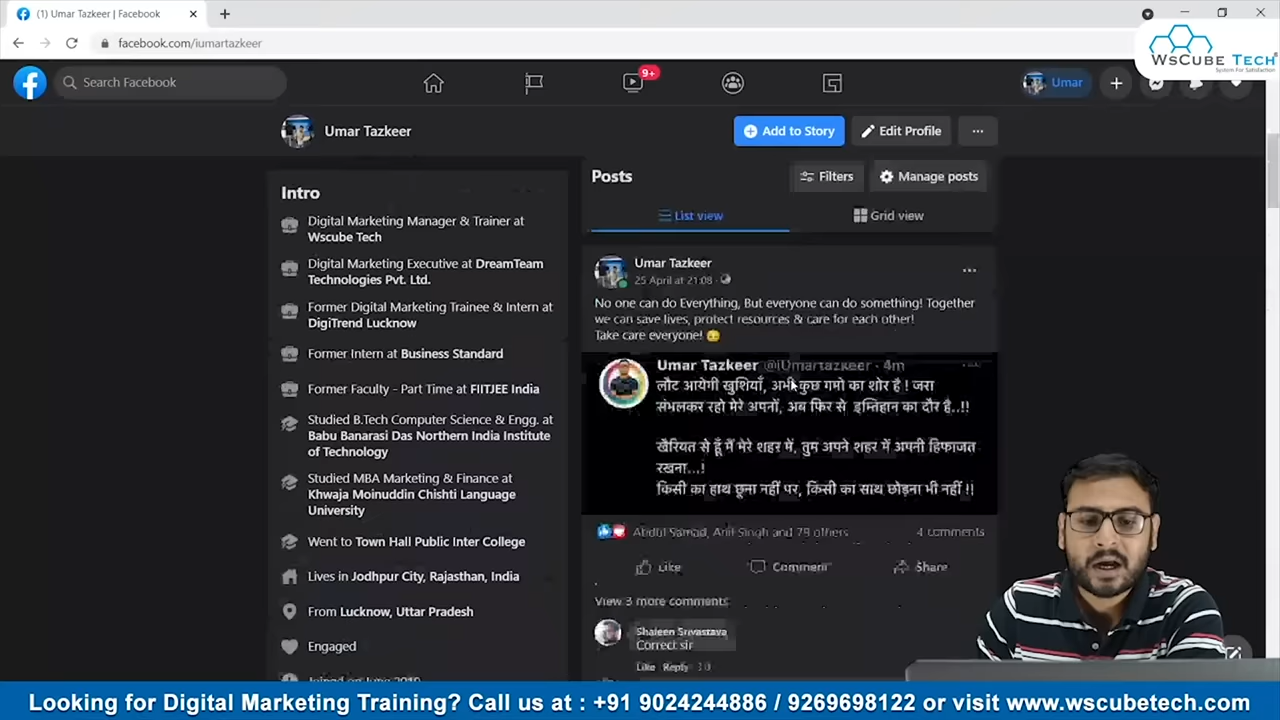 (1) Umar Tazkeer | Facebook
facebook.com/iumartazkeer
WsCube Tech
System For Satisfaction
Search Facebook
9+
Umar
Umar Tazkeer
Add to Story
Edit Profile
Intro
Digital Marketing Manager & Trainer at
Wscube Tech
Digital Marketing Executive at DreamTeam
Technologies Pvt. Ltd.
Former Digital Marketing Trainee & Intern at
DigiTrend Lucknow
Former Intern at Business Standard
Former Faculty - Part Time at FIITJEE India
Studied B.Tech Computer Science & Engg. at
Babu Banarasi Das Northern India Institute
of Technology
Studied MBA Marketing & Finance at
Khwaja Moinuddin Chishti Language
University
Went to Town Hall Public Inter College
Lives in Jodhpur City, Rajasthan, India
From Lucknow, Uttar Pradesh
Engaged
Joined on June 2010
Posts
Filters
Manage posts
List view
Grid view
Umar Tazkeer
25 April at 21:08
No one can do Everything, But everyone can do something! Together
we can save lives, protect resources & care for each other!
Take care everyone! 😊
Umar Tazkeer @iUmartazkeer · 4m
लौट आयेगी खुशियाँ, अभी कुछ गमो का शोर है ! जरा
संभलकर रहो मेरे अपनों, अब फिर से इम्तिहान का दौर है..!!
खैरियत से हूँ मैं मेरे शहर में, तुम अपने शहर में अपनी हिफाजत
रखना...!
किसी का हाथ छूना नहीं पर, किसी का साथ छोड़ना भी नहीं !!
Abdul Samad, Anil Singh and 79 others
4 comments
Like
Comment
Share
View 3 more comments
Shaleen Srivastava
Correct sir
Like Reply
Looking for Digital Marketing Training? Call us at : +91 9024244886 / 9269698122 or visit www.wscubetech.com